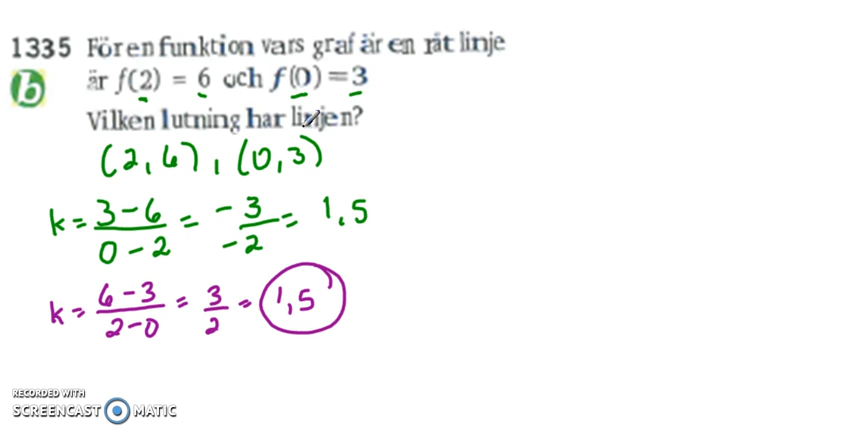 1335 För en funktion vars graf är en rät linje
b är f(2) = 6 och f(0) = 3
Vilken lutning har linjen?
(2,6), (0,3)
k = 3-6 / 0-2 = -3 / -2 = 1,5
k = 6-3 / 2-0 = 3 / 2 = 1,5
RECORDED WITH
SCREENCAST MATIC